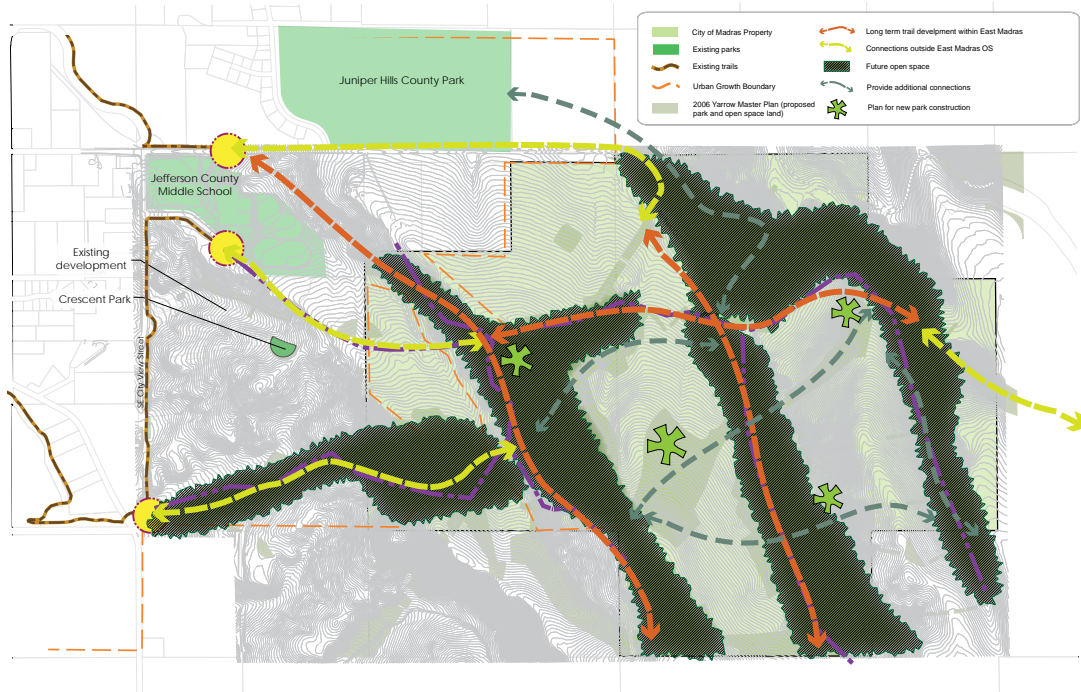 City of Madras Property
Existing parks
Existing trails
Urban Growth Boundary
2006 Yarrow Master Plan (proposed
park and open space land)
Long term trail develpment within East Madras
Connections outside East Madras OS
Future open space
Provide additional connections
Plan for new park construction
Juniper Hills County Park
Jefferson County
Middle School
Existing
development
Crescent Park
SE City View Street